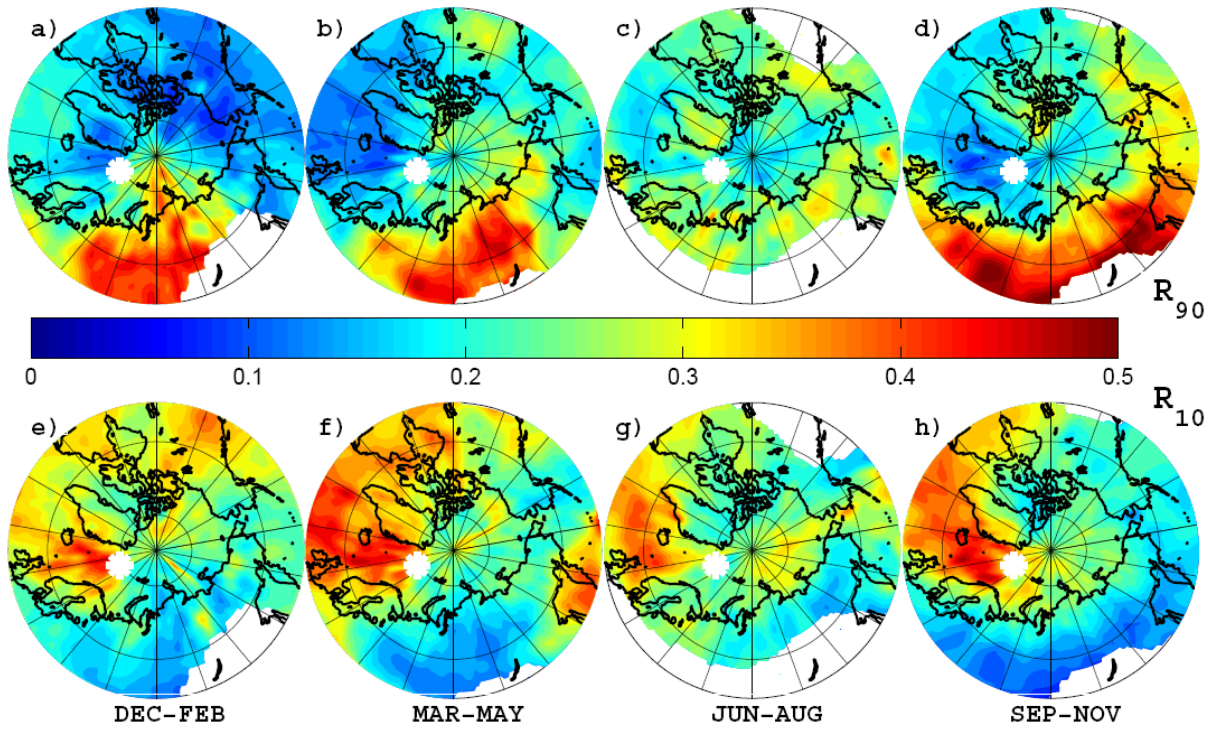 a) b) c) d)
R90
0 0.1 0.2 0.3 0.4 0.5
R10
e) f) g) h)
DEC-FEB MAR-MAY JUN-AUG SEP-NOV